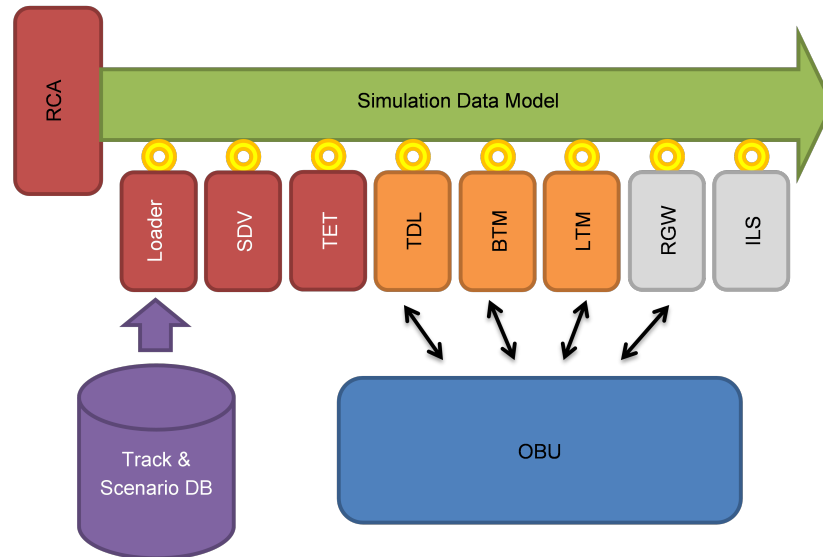 RCA
Simulation Data Model
Loader
SDV
TET
TDL
BTM
LTM
RGW
ILS
Track &
Scenario DB
OBU